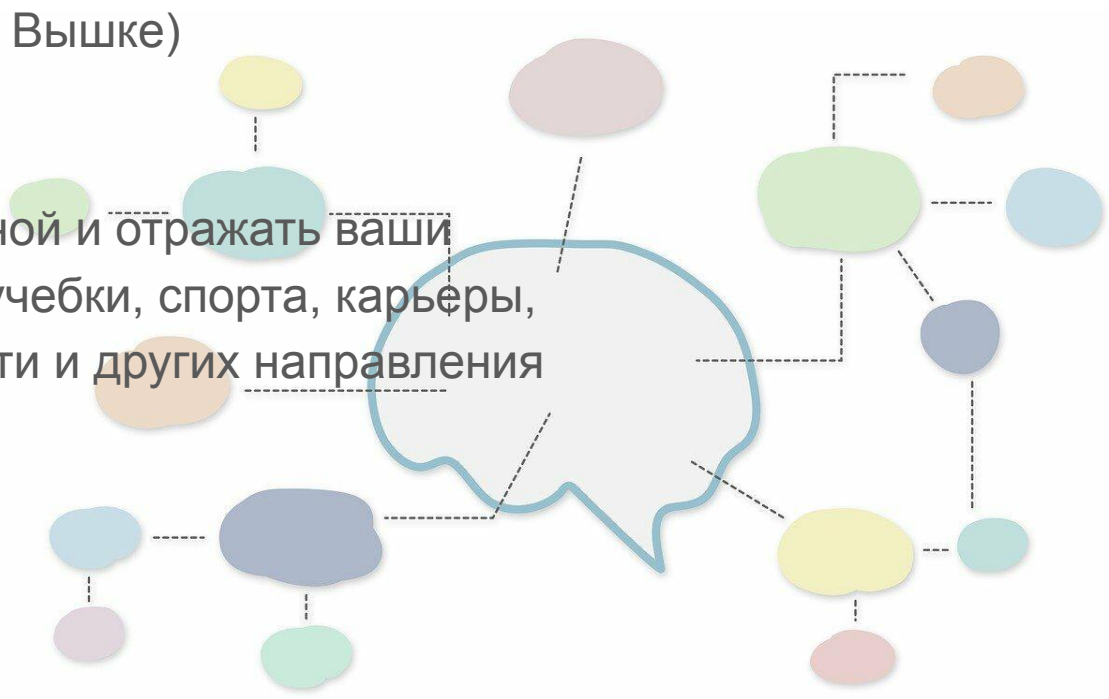 Вышке)
ной и отражать ваши
учебки, спорта, карьеры,
ти и других направления